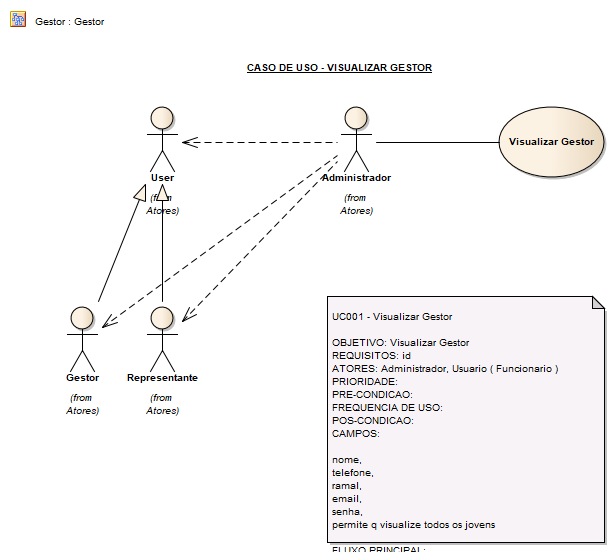 Gestor : Gestor
CASO DE USO - VISUALIZAR GESTOR
User
(from
Atores)
Administrador
(from
Atores)
Visualizar Gestor
Gestor
(from
Atores)
Representante
(from
Atores)
UC001 - Visualizar Gestor
OBJETIVO: Visualizar Gestor
REQUISITOS: id
ATORES: Administrador, Usuario ( Funcionario )
PRIORIDADE:
PRE-CONDICAO:
FREQUENCIA DE USO:
POS-CONDICAO:
CAMPOS:
nome,
telefone,
ramal,
email,
senha,
permite q visualize todos os jovens
FLUXO PRINCIPAL: